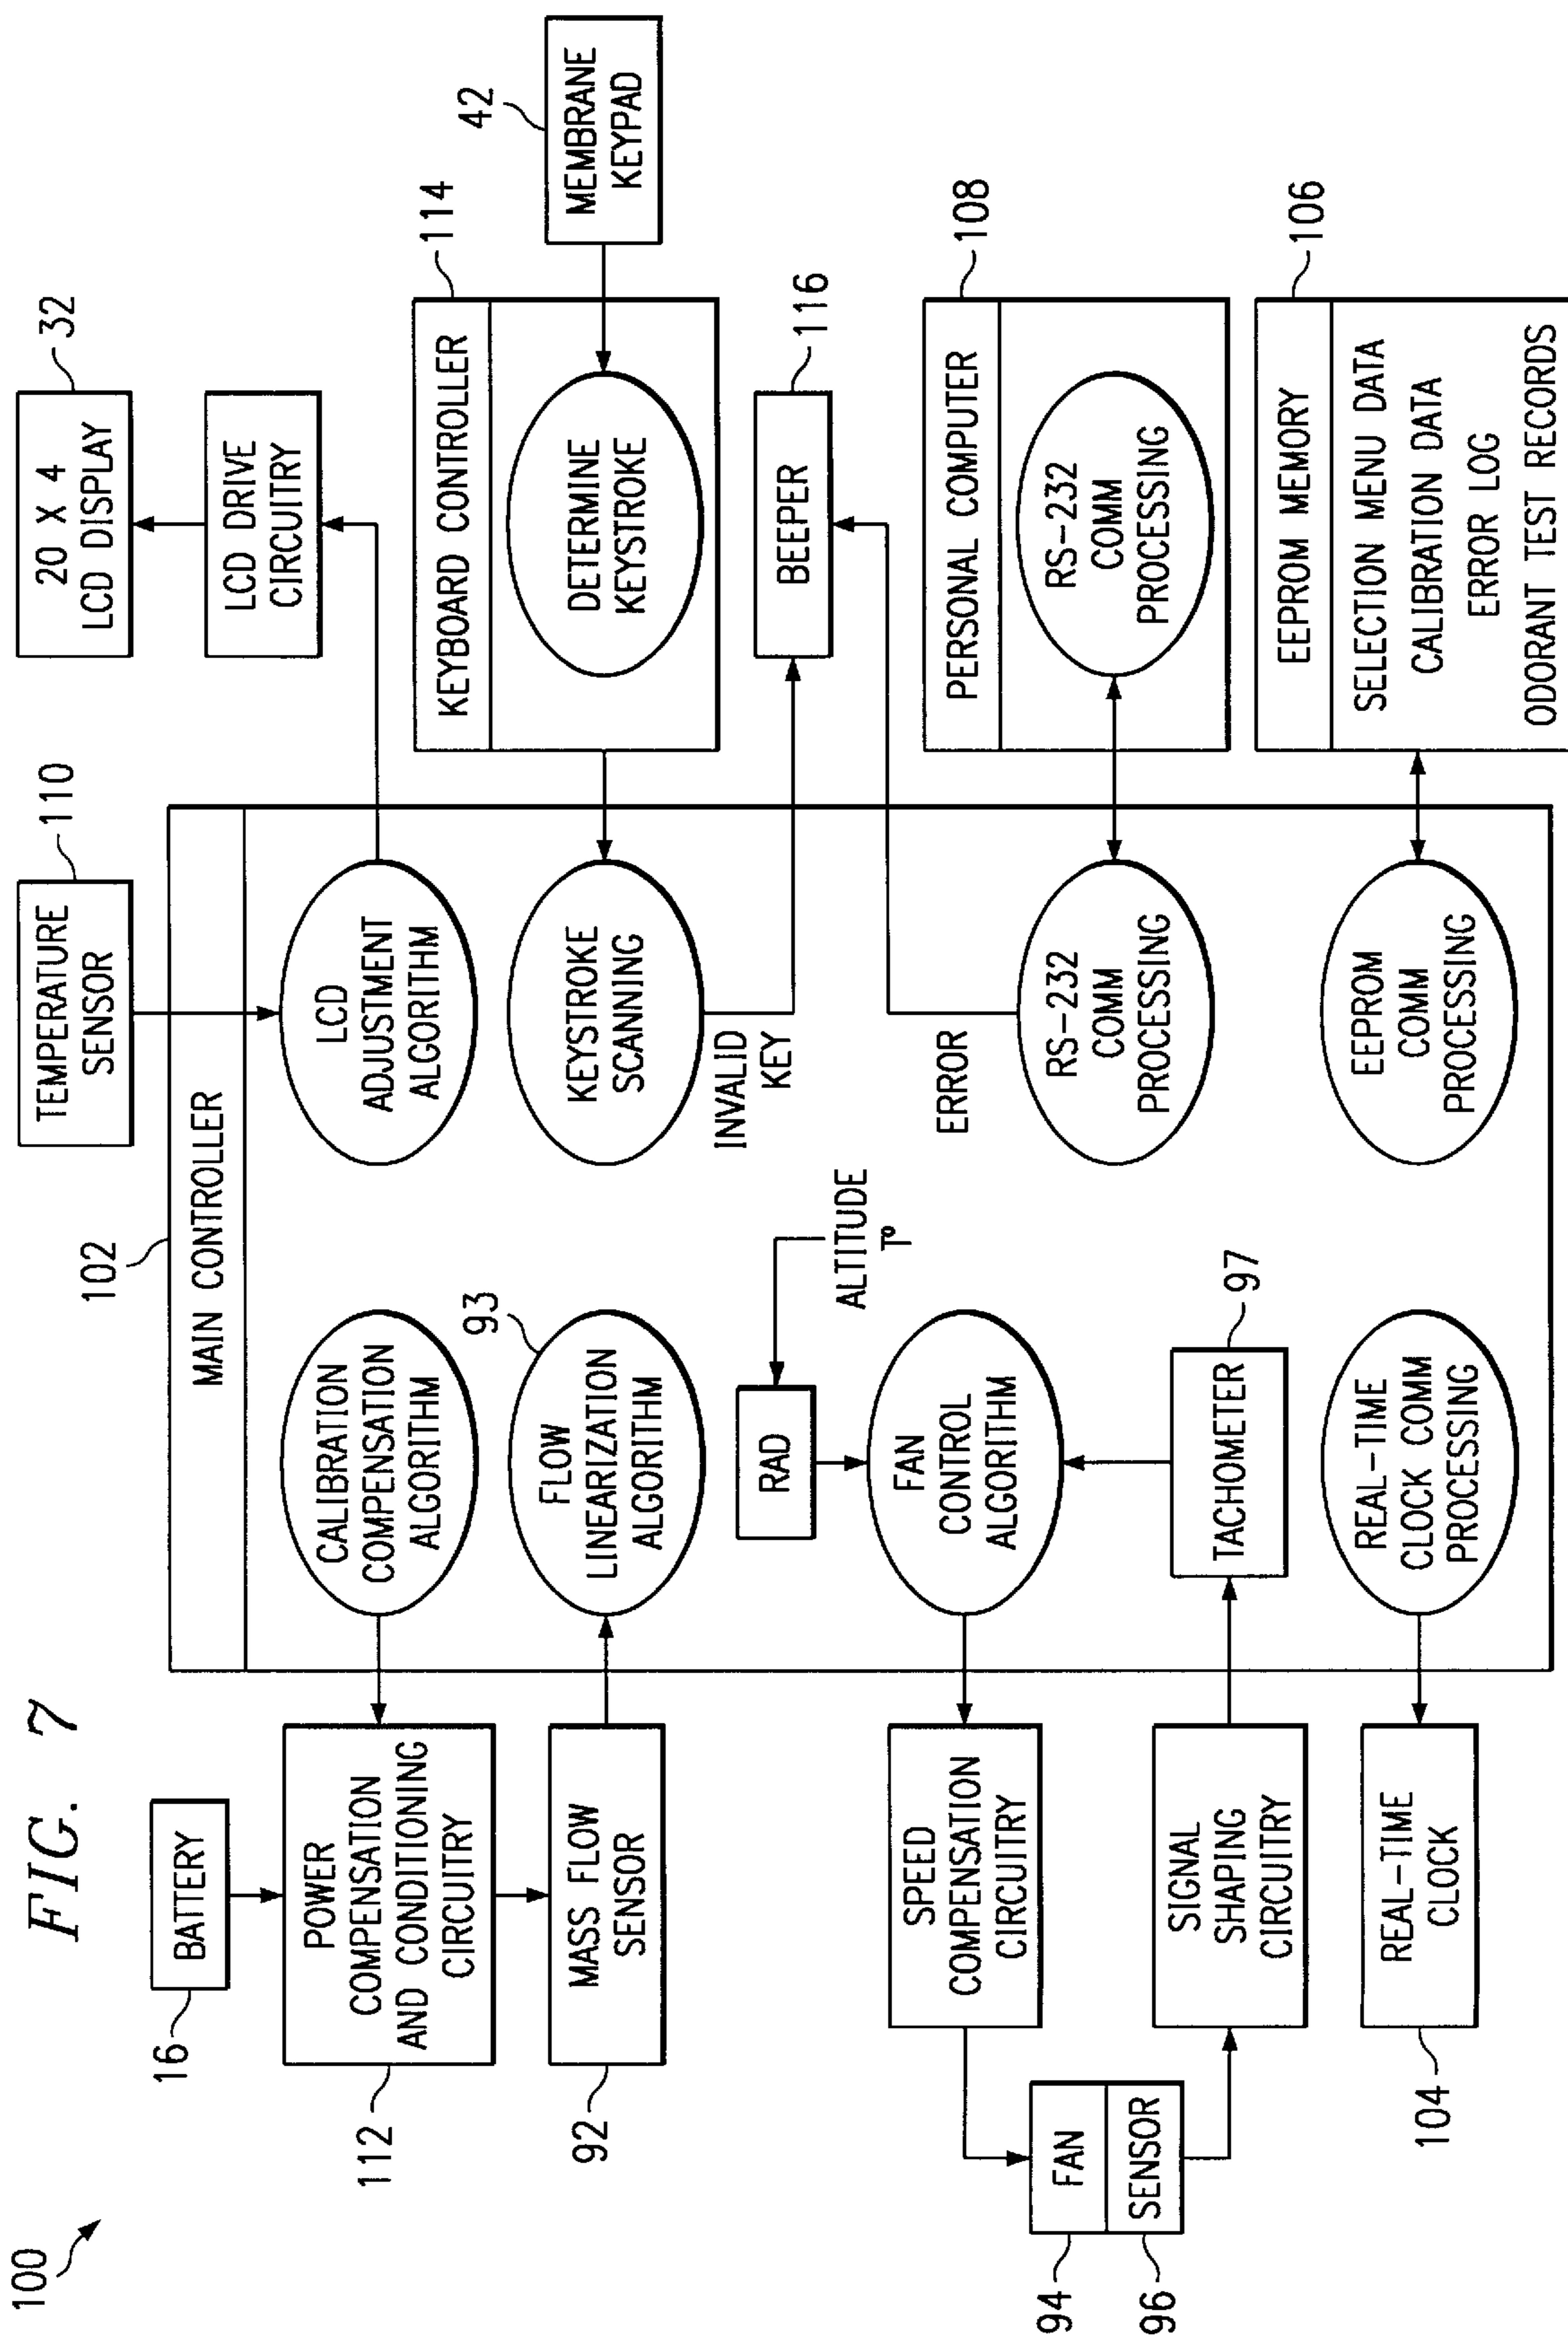 FIG. 7
100
BATTERY
16
POWER
COMPENSATION
AND CONDITIONING
CIRCUITRY
112
MASS FLOW
SENSOR
92
SPEED
COMPENSATION
CIRCUITRY
FAN
94
SENSOR
96
SIGNAL
SHAPING
CIRCUITRY
REAL-TIME
CLOCK
104
102
MAIN CONTROLLER
CALIBRATION
COMPENSATION
ALGORITHM
93
FLOW
LINEARIZATION
ALGORITHM
RAD
ALTITUDE
T°
FAN
CONTROL
ALGORITHM
TACHOMETER
97
REAL-TIME
CLOCK COMM
PROCESSING
TEMPERATURE
SENSOR
110
LCD
ADJUSTMENT
ALGORITHM
KEYSTROKE
SCANNING
INVALID
KEY
ERROR
RS-232
COMM
PROCESSING
EEPROM
COMM
PROCESSING
20 X 4
LCD DISPLAY
32
LCD DRIVE
CIRCUITRY
KEYBOARD CONTROLLER
114
DETERMINE
KEYSTROKE
MEMBRANE
KEYPAD
42
BEEPER
116
PERSONAL COMPUTER
108
RS-232
COMM
PROCESSING
EEPROM MEMORY
106
SELECTION MENU DATA
CALIBRATION DATA
ERROR LOG
ODORANT TEST RECORDS